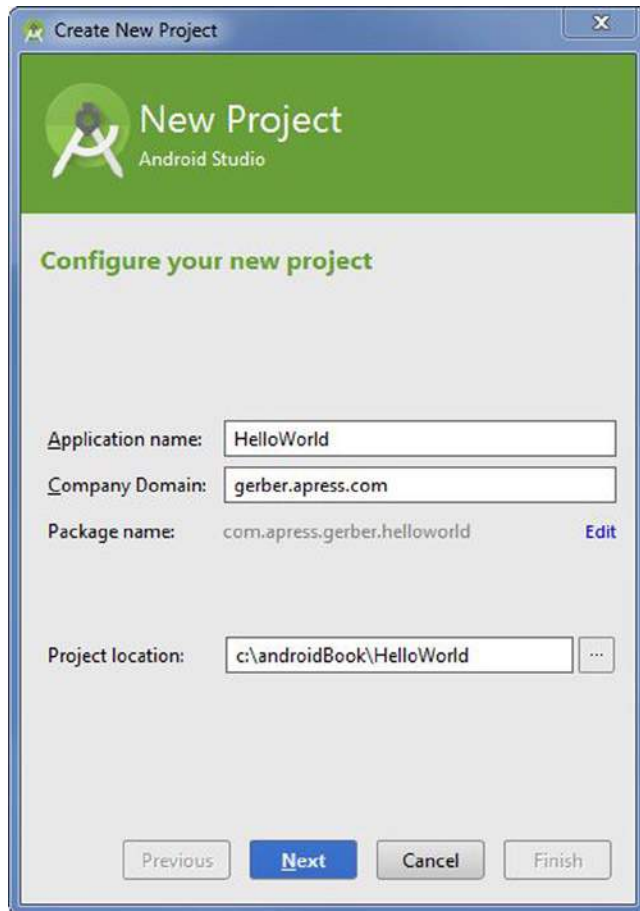 Create New Project
New Project
Android Studio
Configure your new project
Application name: HelloWorld
Company Domain: gerber.apress.com
Package name: com.apress.gerber.helloworld Edit
Project location: c:\androidBook\HelloWorld ...
Previous Next Cancel Finish